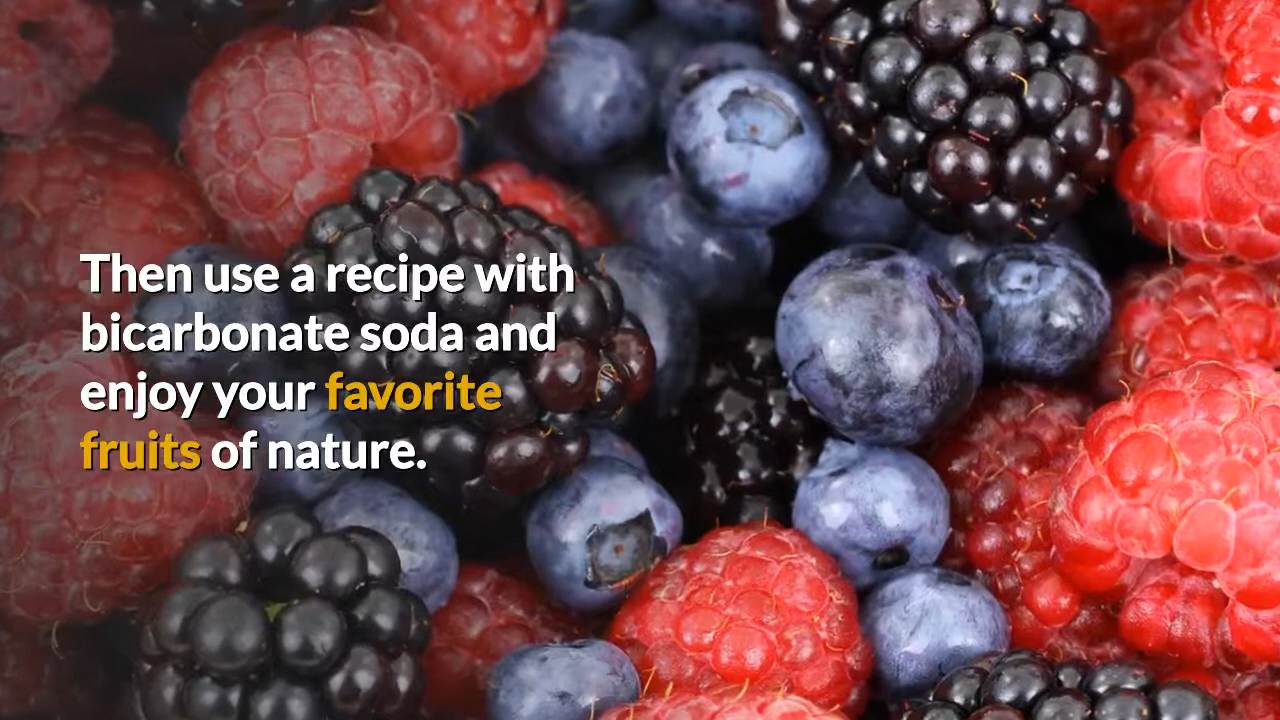 Then use a recipe with
bicarbonate soda and
enjoy your favorite
fruits of nature.